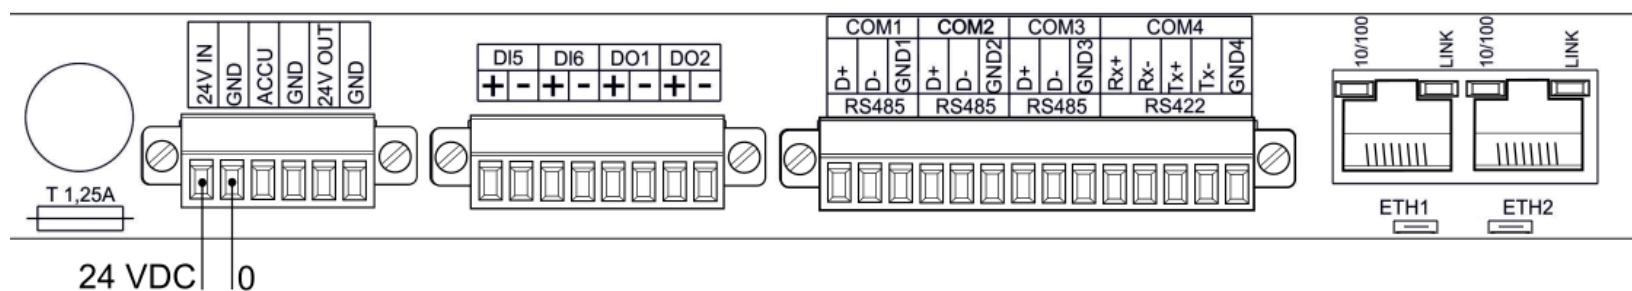 COM1 COM2 COM3 COM4
24V IN GND ACCU GND 24V OUT GND
DI5 DI6 DO1 DO2
+ - + - + - + -
D+ D- GND1 D+ D- GND2 D+ D- GND3 Rx+ Rx- Tx+ Tx- GND4
RS485 RS485 RS485 RS422
10/100 LINK 10/100 LINK
T 1,25A
ETH1 ETH2
24 VDC 0